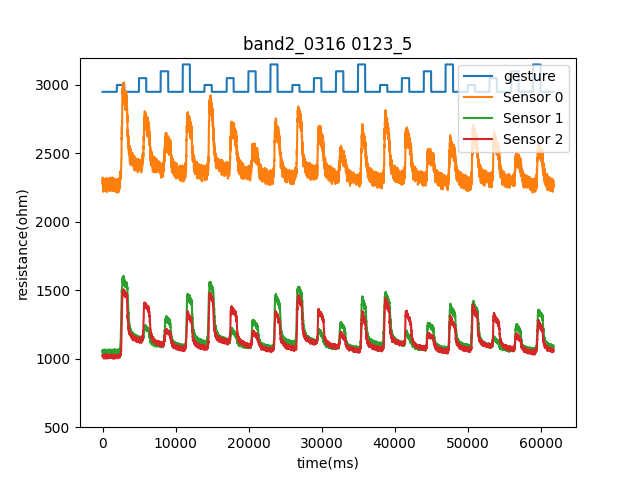 band2_0316 0123_5
gesture
Sensor 0
Sensor 1
Sensor 2
resistance(ohm)
3000
2500
2000
1500
1000
500
0
10000
20000
30000
40000
50000
60000
time(ms)